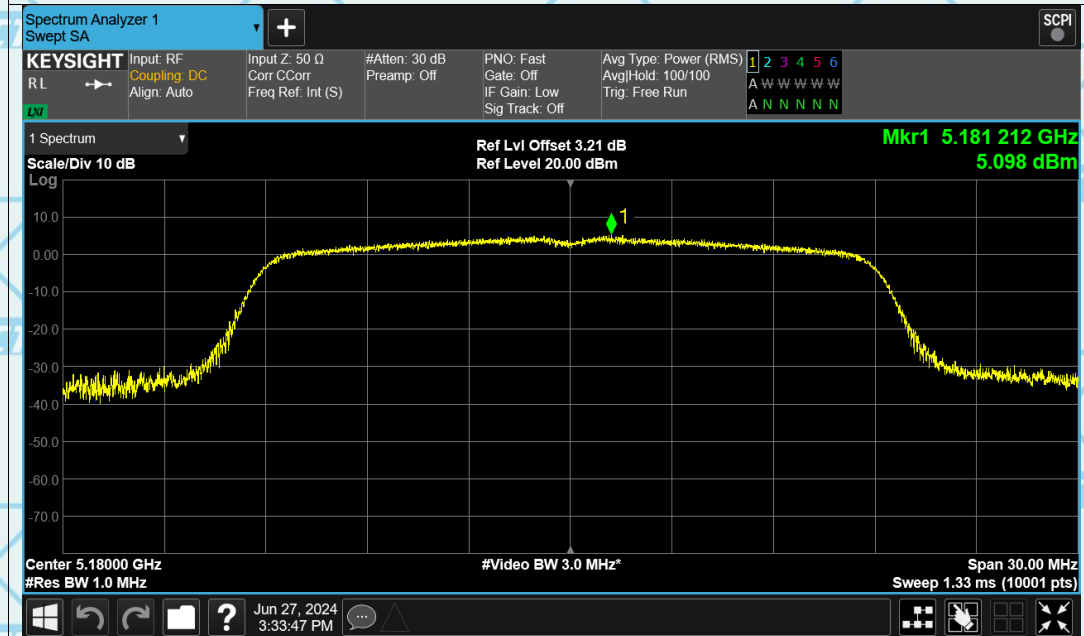 Spectrum Analyzer 1
Swept SA
+
SCPI
KEYSIGHT
RL
LXI
Input: RF
Coupling: DC
Align: Auto
Input Z: 50 Ω
Corr CCorr
Freq Ref: Int (S)
#Atten: 30 dB
Preamp: Off
PNO: Fast
Gate: Off
IF Gain: Low
Sig Track: Off
Avg Type: Power (RMS)
Avg|Hold: 100/100
Trig: Free Run
1 2 3 4 5 6
A W W W W W
A N N N N N
1 Spectrum
Scale/Div 10 dB
Log
Ref Lvl Offset 3.21 dB
Ref Level 20.00 dBm
Mkr1 5.181 212 GHz
5.098 dBm
1
10.0
0.00
-10.0
-20.0
-30.0
-40.0
-50.0
-60.0
-70.0
Center 5.18000 GHz
#Res BW 1.0 MHz
#Video BW 3.0 MHz*
Span 30.00 MHz
Sweep 1.33 ms (10001 pts)
?
Jun 27, 2024
3:33:47 PM